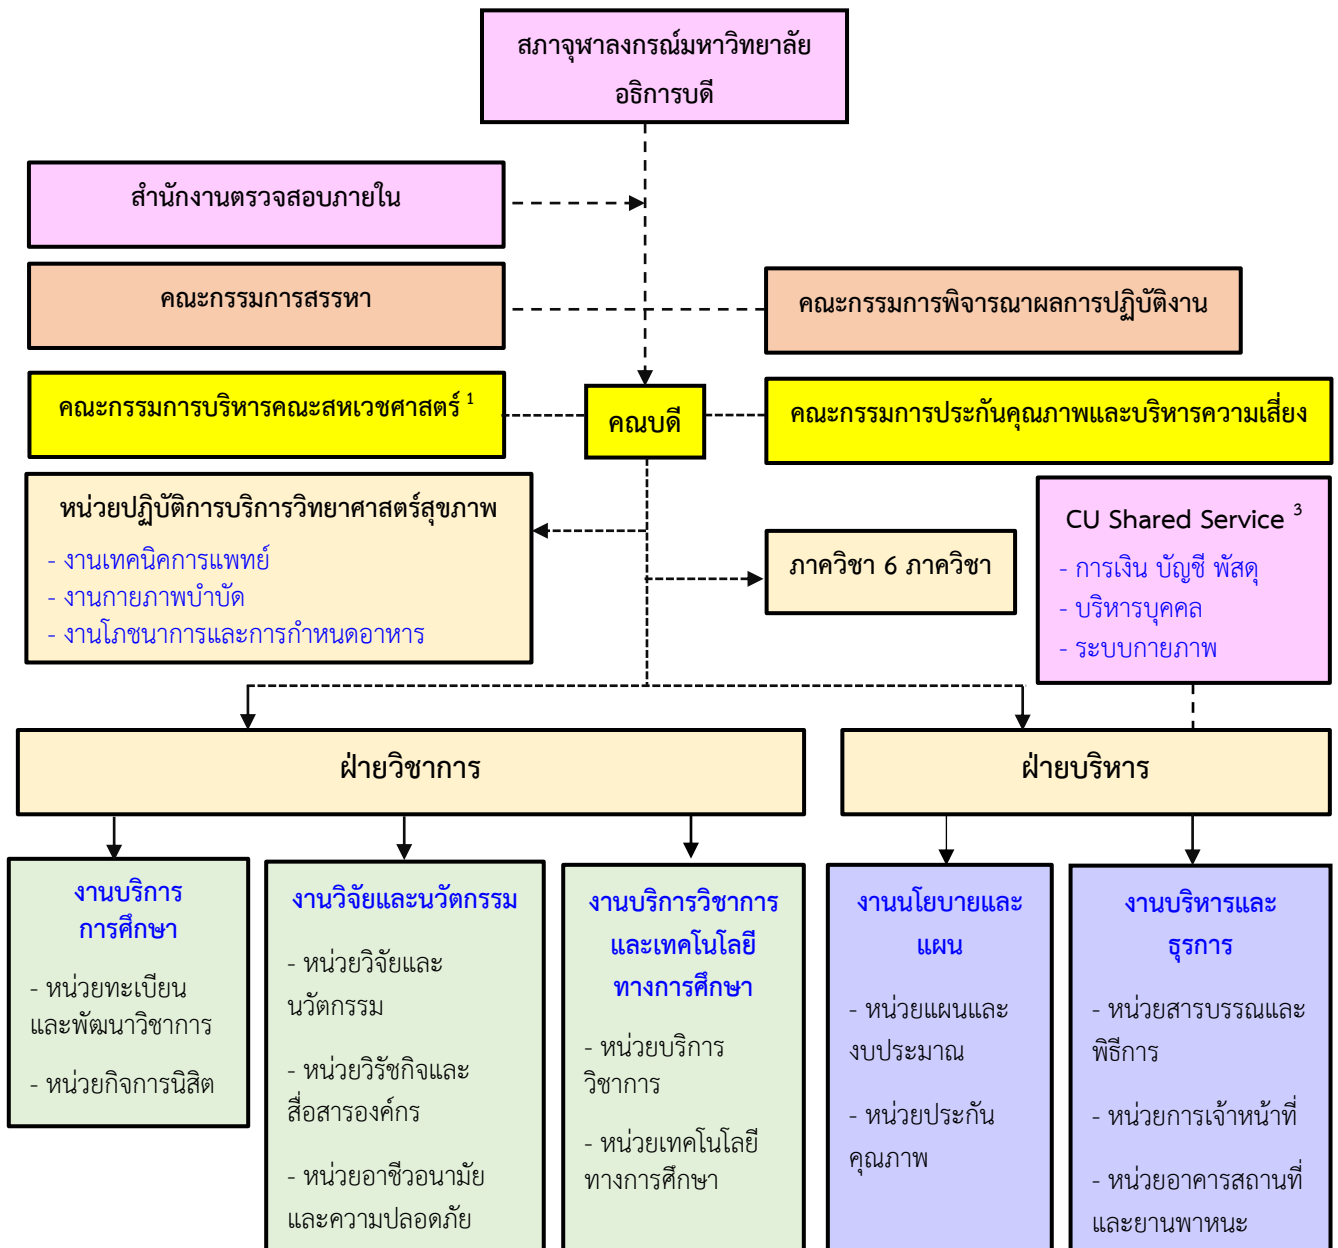 สภาจุฬาลงกรณ์มหาวิทยาลัย
อธิการบดี
สำนักงานตรวจสอบภายใน
คณะกรรมการสรรหา
คณะกรรมการพิจารณาผลการปฏิบัติงาน
คณะกรรมการบริหารคณะสหเวชศาสตร์ ¹
คณบดี
คณะกรรมการประกันคุณภาพและบริหารความเสี่ยง
หน่วยปฏิบัติการบริการวิทยาศาสตร์สุขภาพ
- งานเทคนิคการแพทย์
- งานกายภาพบำบัด
- งานโภชนาการและการกำหนดอาหาร
ภาควิชา 6 ภาควิชา
CU Shared Service ³
- การเงิน บัญชี พัสดุ
- บริหารบุคคล
- ระบบกายภาพ
ฝ่ายวิชาการ
ฝ่ายบริหาร
งานบริการ
การศึกษา
- หน่วยทะเบียน
และพัฒนาวิชาการ
- หน่วยกิจการนิสิต
งานวิจัยและนวัตกรรม
- หน่วยวิจัยและ
นวัตกรรม
- หน่วยวิรัชกิจและ
สื่อสารองค์กร
- หน่วยอาชีวอนามัย
และความปลอดภัย
งานบริการวิชาการ
และเทคโนโลยี
ทางการศึกษา
- หน่วยบริการ
วิชาการ
- หน่วยเทคโนโลยี
ทางการศึกษา
งานนโยบายและ
แผน
- หน่วยแผนและ
งบประมาณ
- หน่วยประกัน
คุณภาพ
งานบริหารและ
ธุรการ
- หน่วยสารบรรณและ
พิธีการ
- หน่วยการเจ้าหน้าที่
- หน่วยอาคารสถานที่
และยานพาหนะ